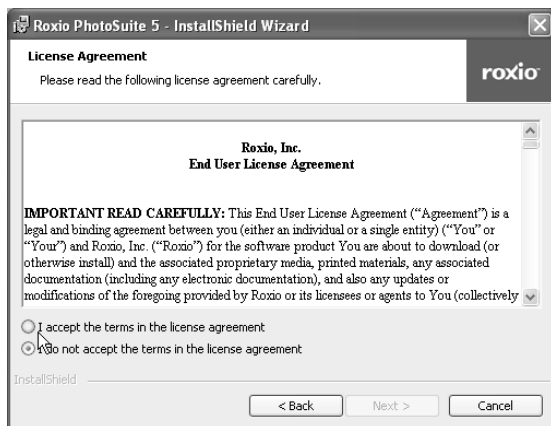 Roxio PhotoSuite 5 - InstallShield Wizard
License Agreement
Please read the following license agreement carefully.
roxio
Roxio, Inc.
End User License Agreement
IMPORTANT READ CAREFULLY: This End User License Agreement (“Agreement”) is a
legal and binding agreement between you (either an individual or a single entity) (“You” or
“Your”) and Roxio, Inc. (“Roxio”) for the software product You are about to download (or
otherwise install) and the associated proprietary media, printed materials, any associated
documentation (including any electronic documentation), and also any updates or
modifications of the foregoing provided by Roxio or its licensees or agents to You (collectively
I accept the terms in the license agreement
I do not accept the terms in the license agreement
InstallShield
< Back
Next >
Cancel